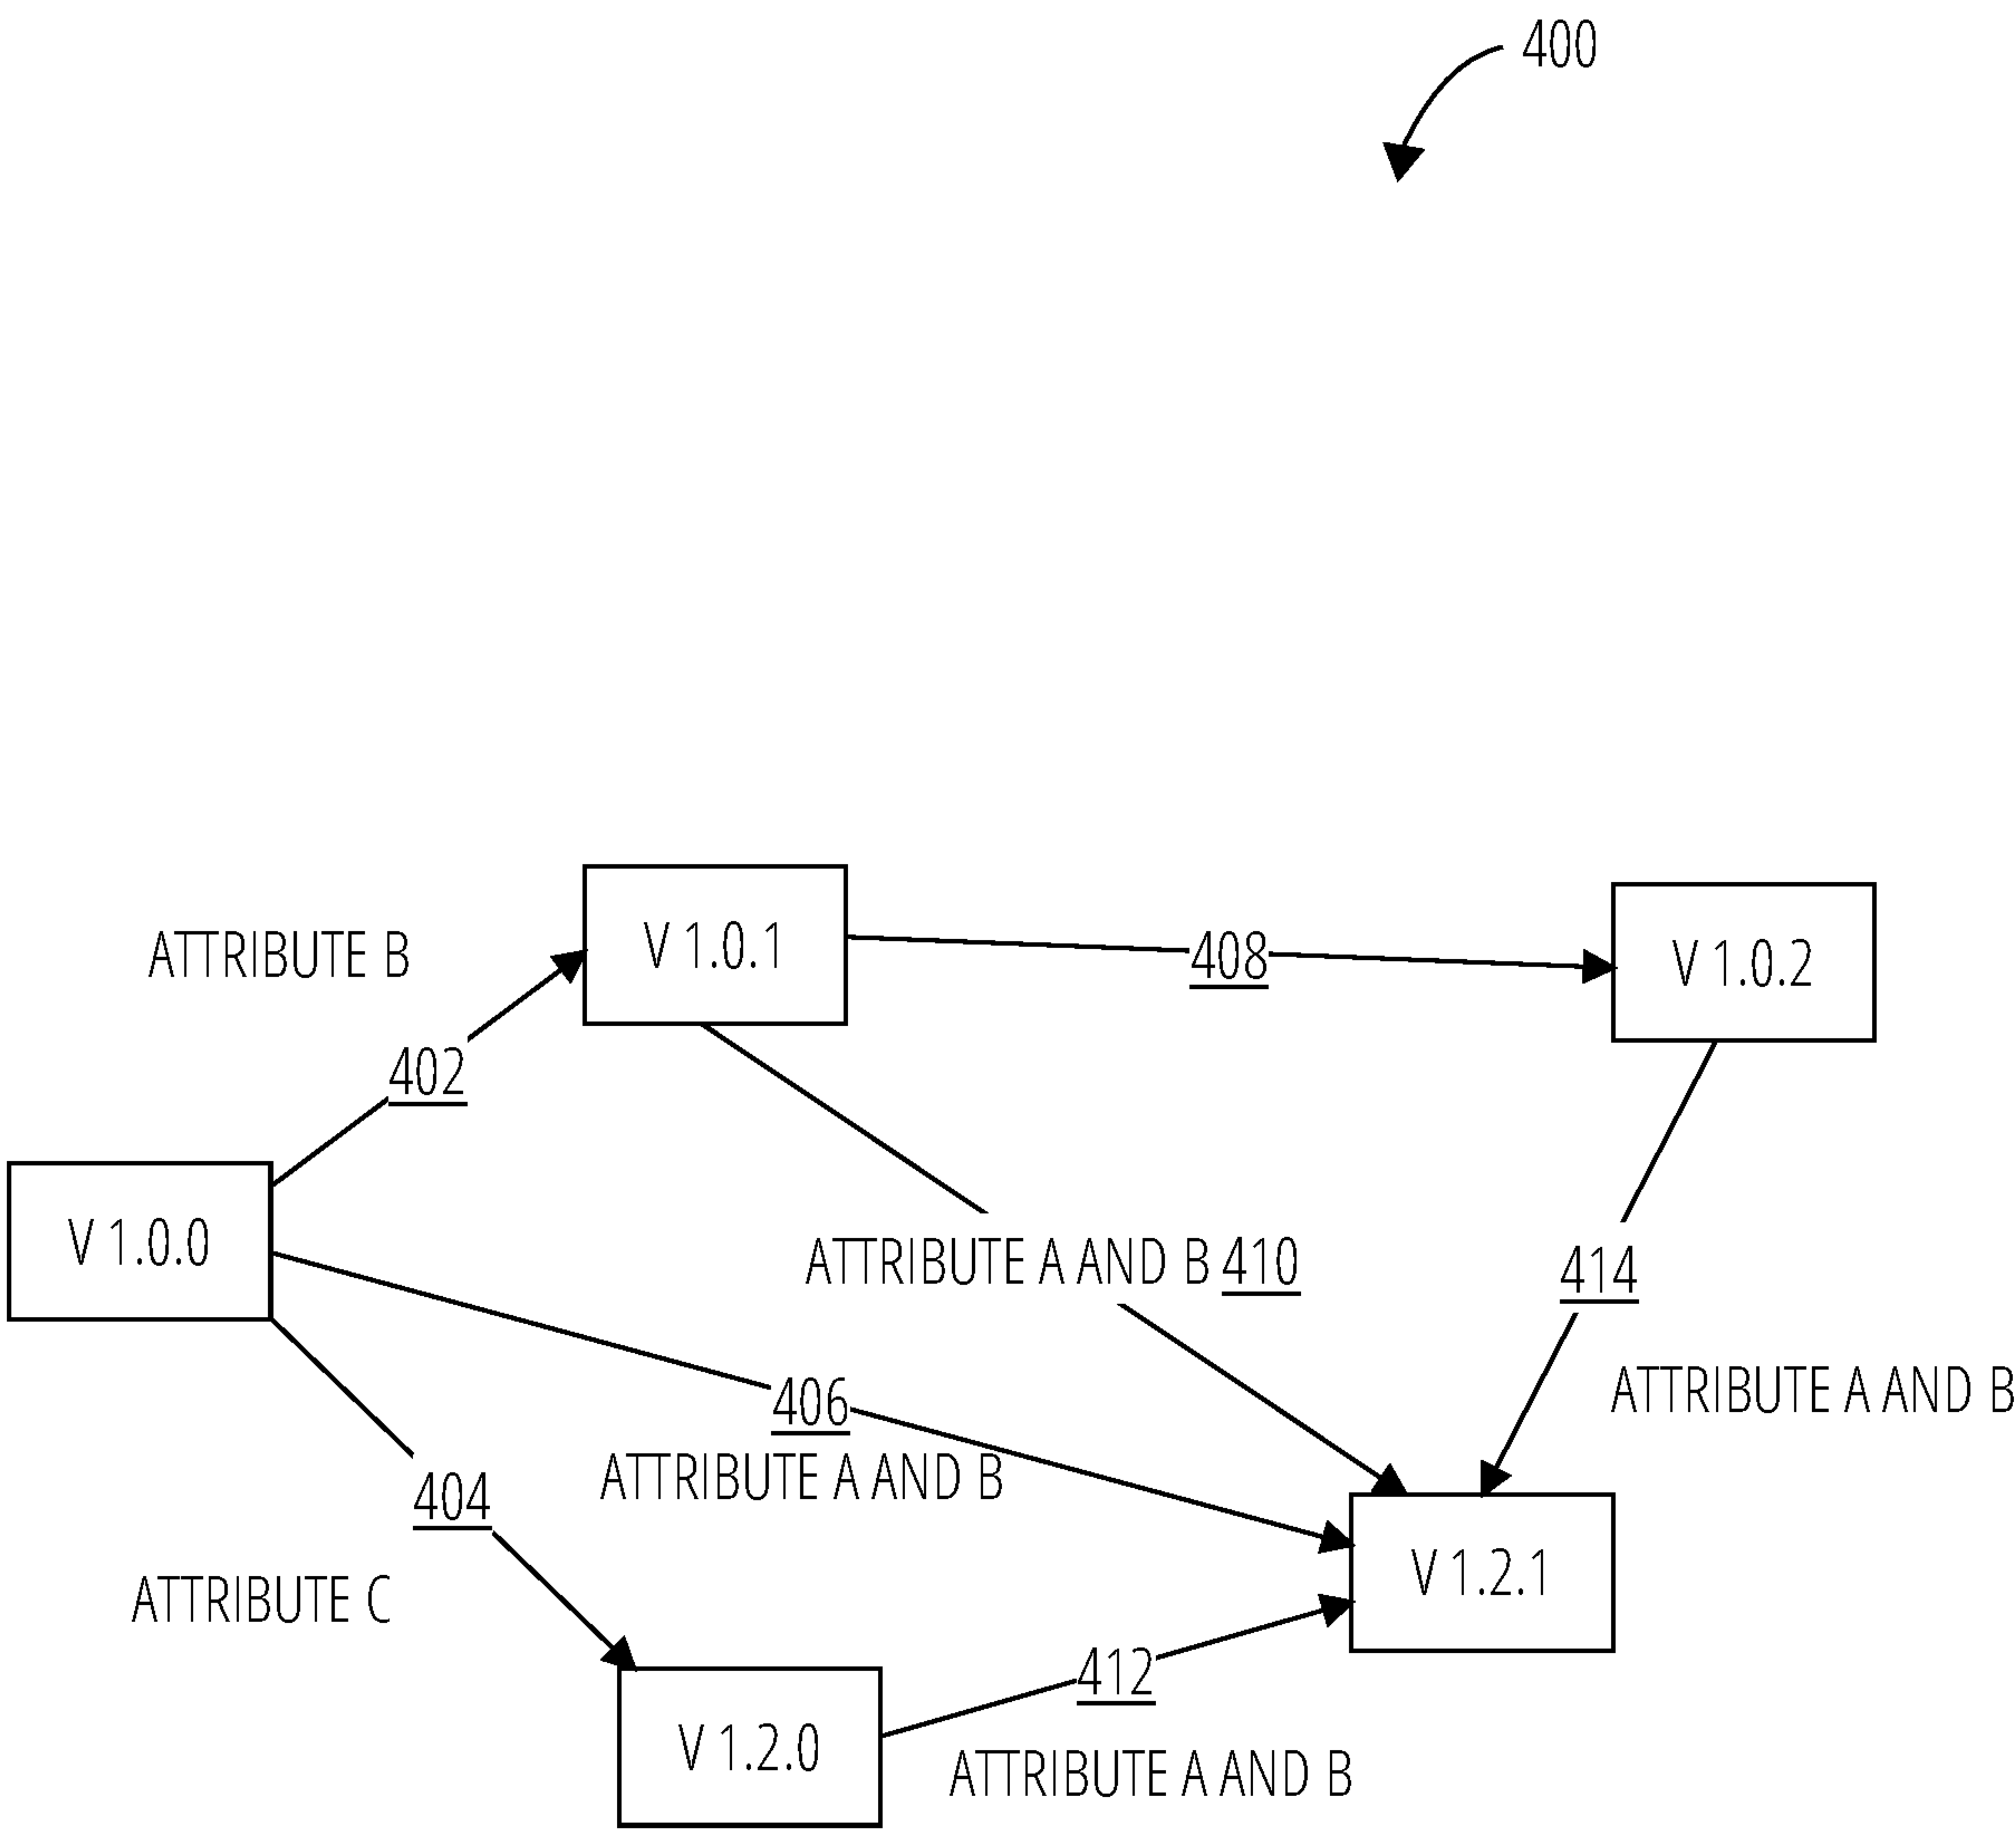 400
V 1.0.1
ATTRIBUTE B
408
V 1.0.2
402
V 1.0.0
ATTRIBUTE A AND B 410
414
ATTRIBUTE A AND B
406
ATTRIBUTE A AND B
404
V 1.2.1
ATTRIBUTE C
412
V 1.2.0
ATTRIBUTE A AND B